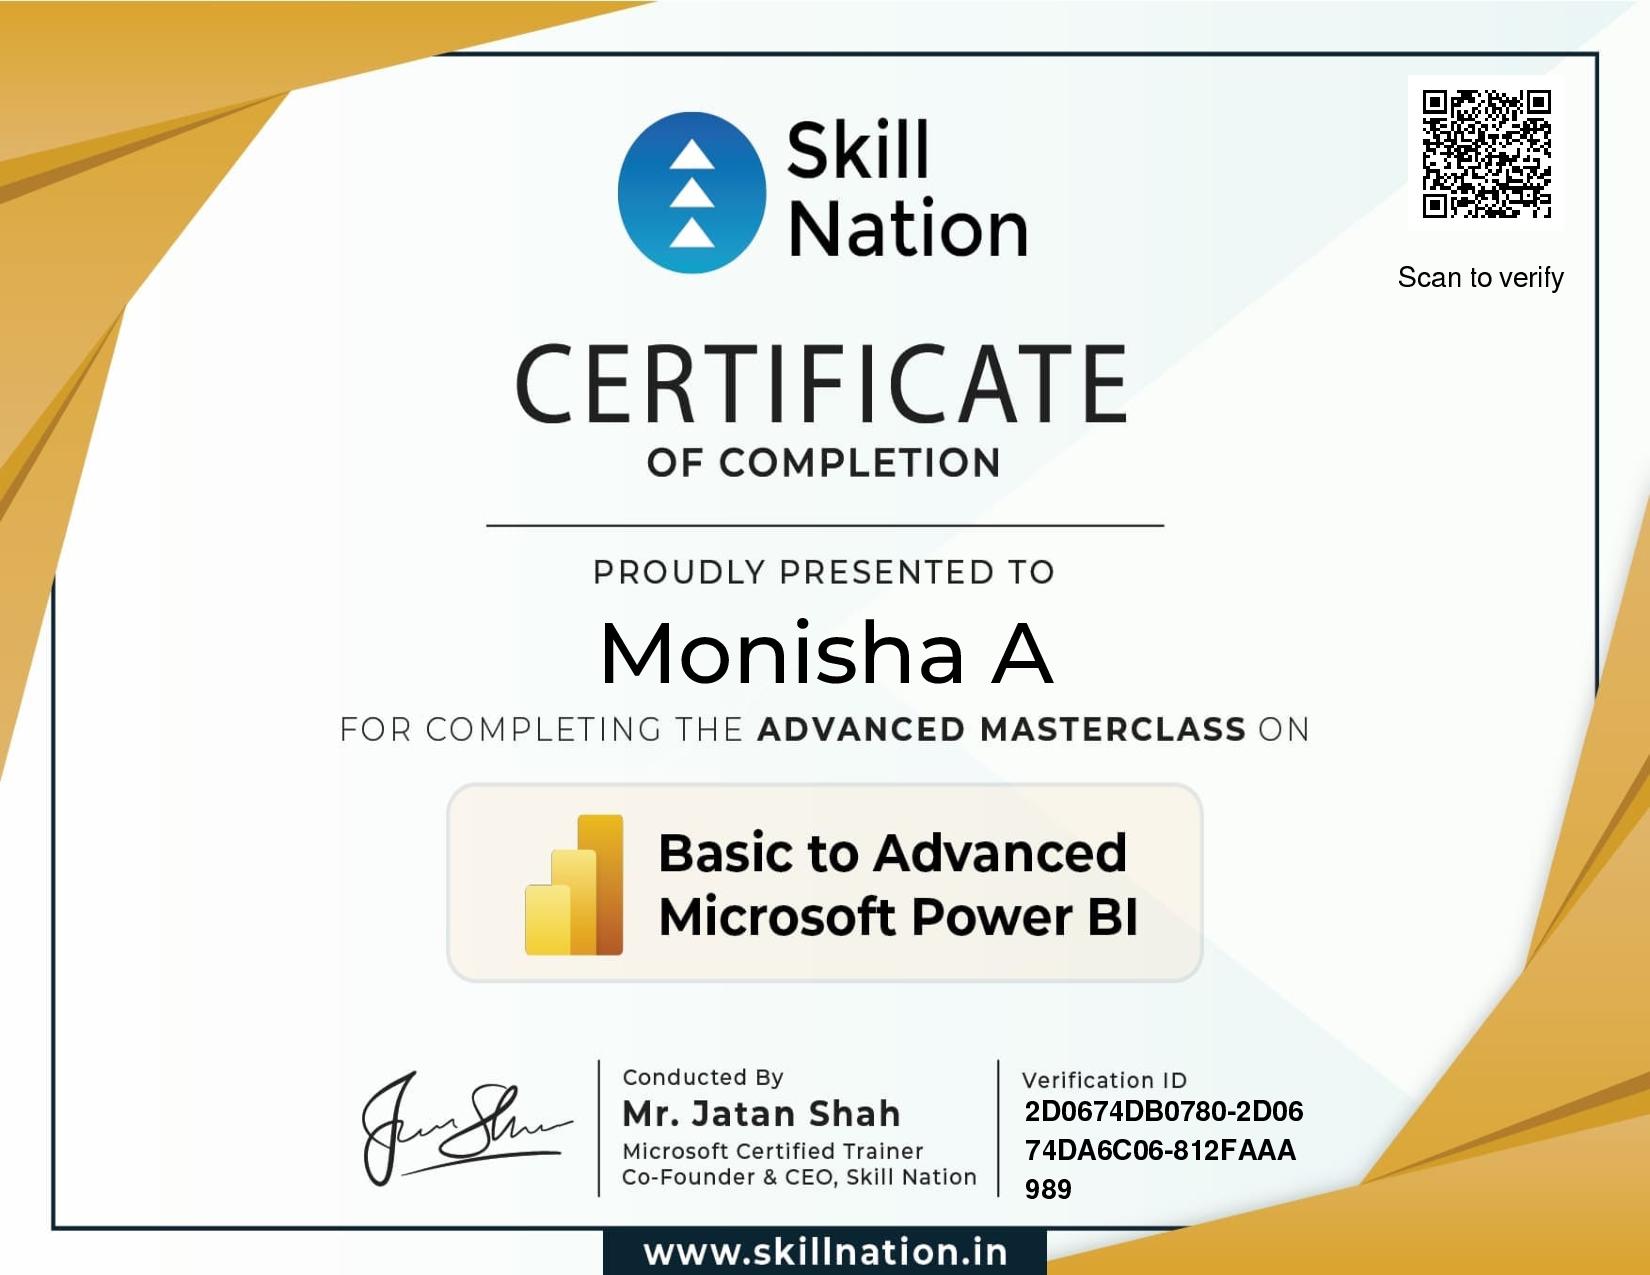 Skill
Nation
Scan to verify
CERTIFICATE
OF COMPLETION
PROUDLY PRESENTED TO
Monisha A
FOR COMPLETING THE ADVANCED MASTERCLASS ON
Basic to Advanced
Microsoft Power BI
Conducted By
Mr. Jatan Shah
Microsoft Certified Trainer
Co-Founder & CEO, Skill Nation
Verification ID
2D0674DB0780-2D06
74DA6C06-812FAAA
989
www.skillnation.in